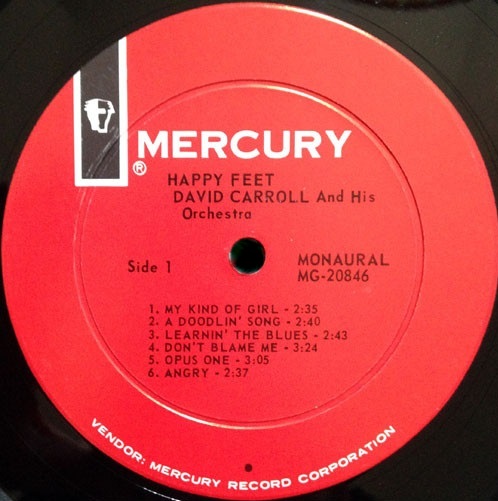 MERCURY
®
HAPPY FEET
DAVID CARROLL And His
Orchestra
Side 1
MONAURAL
MG-20846
1. MY KIND OF GIRL - 2:35
2. A DOODLIN' SONG - 2:40
3. LEARNIN' THE BLUES - 2:43
4. DON'T BLAME ME - 3:24
5. OPUS ONE - 3:05
6. ANGRY - 2:37
VENDOR: MERCURY RECORD CORPORATION